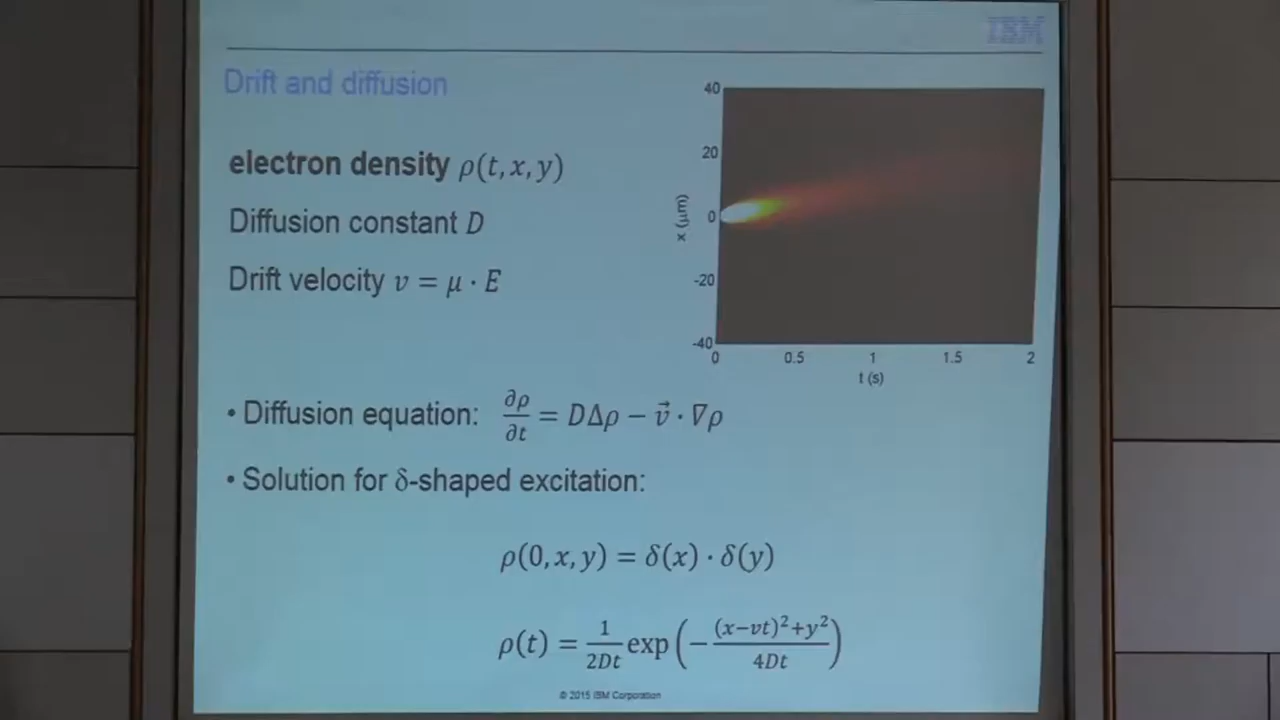 IBM
Drift and diffusion
electron density ρ(t, x, y)
Diffusion constant D
Drift velocity v = μ · E
40
20
0
-20
-40
x (μm)
0 0.5 1 1.5 2
t (s)
• Diffusion equation: ∂ρ/∂t = DΔρ − v⃗ · ∇ρ
• Solution for δ-shaped excitation:
ρ(0, x, y) = δ(x) · δ(y)
ρ(t) = 1/2Dt exp(−(x−vt)²+y²/4Dt)
© 2015 IBM Corporation